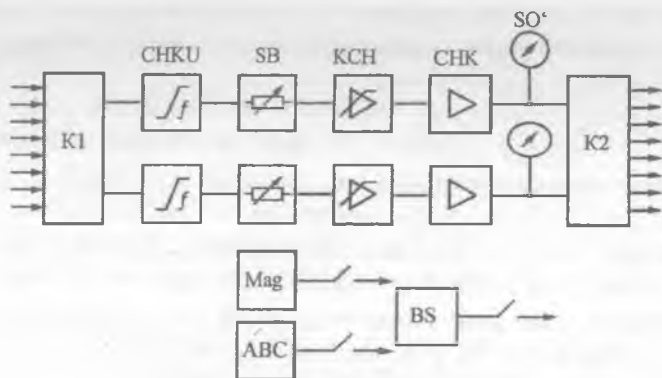 SO‘
CHKU SB KCH CHK
K1 f K2
f
Mag
BS
ABC